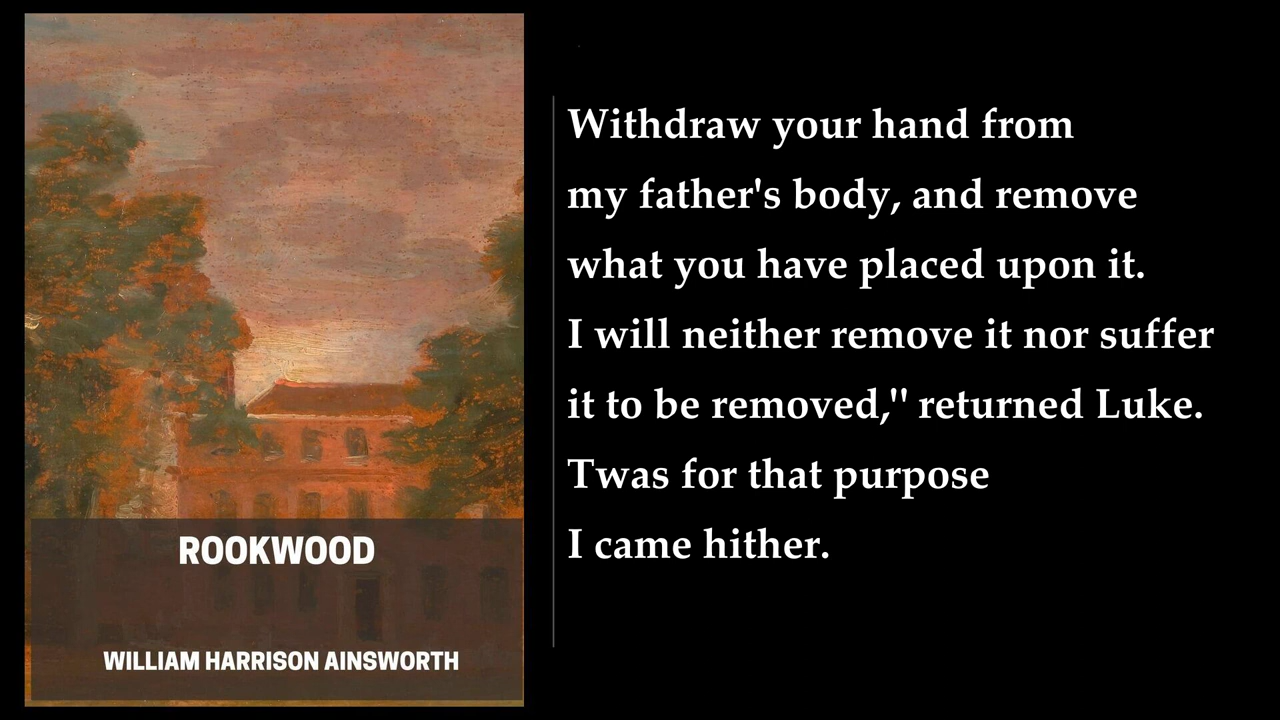 ROOKWOOD
WILLIAM HARRISON AINSWORTH
Withdraw your hand from
my father's body, and remove
what you have placed upon it.
I will neither remove it nor suffer
it to be removed," returned Luke.
Twas for that purpose
I came hither.